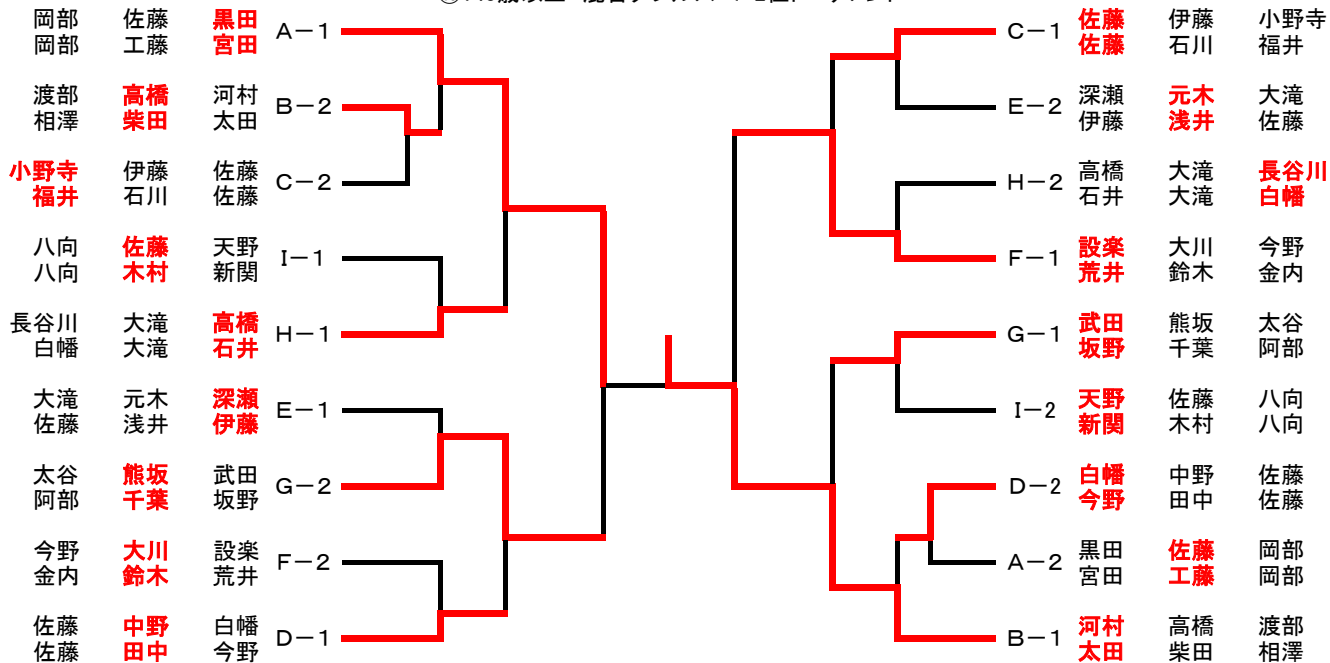 岡部 佐藤 黒田
岡部 工藤 宮田
A-1
渡部 高橋 河村
相澤 柴田 太田
B-2
小野寺 伊藤 佐藤
福井 石川 佐藤
C-2
八向 佐藤 天野
八向 木村 新関
I-1
長谷川 大滝 高橋
白幡 大滝 石井
H-1
大滝 元木 深瀬
佐藤 浅井 伊藤
E-1
太谷 熊坂 武田
阿部 千葉 坂野
G-2
今野 大川 設楽
金内 鈴木 荒井
F-2
佐藤 中野 白幡
佐藤 田中 今野
D-1
C-1
佐藤 伊藤 小野寺
佐藤 石川 福井
E-2
深瀬 元木 大滝
伊藤 浅井 佐藤
H-2
高橋 大滝 長谷川
石井 大滝 白幡
F-1
設楽 大川 今野
荒井 鈴木 金内
G-1
武田 熊坂 太谷
坂野 千葉 阿部
I-2
天野 佐藤 八向
新関 木村 八向
D-2
白幡 中野 佐藤
今野 田中 佐藤
A-2
黒田 佐藤 岡部
宮田 工藤 岡部
B-1
河村 高橋 渡部
太田 柴田 相澤